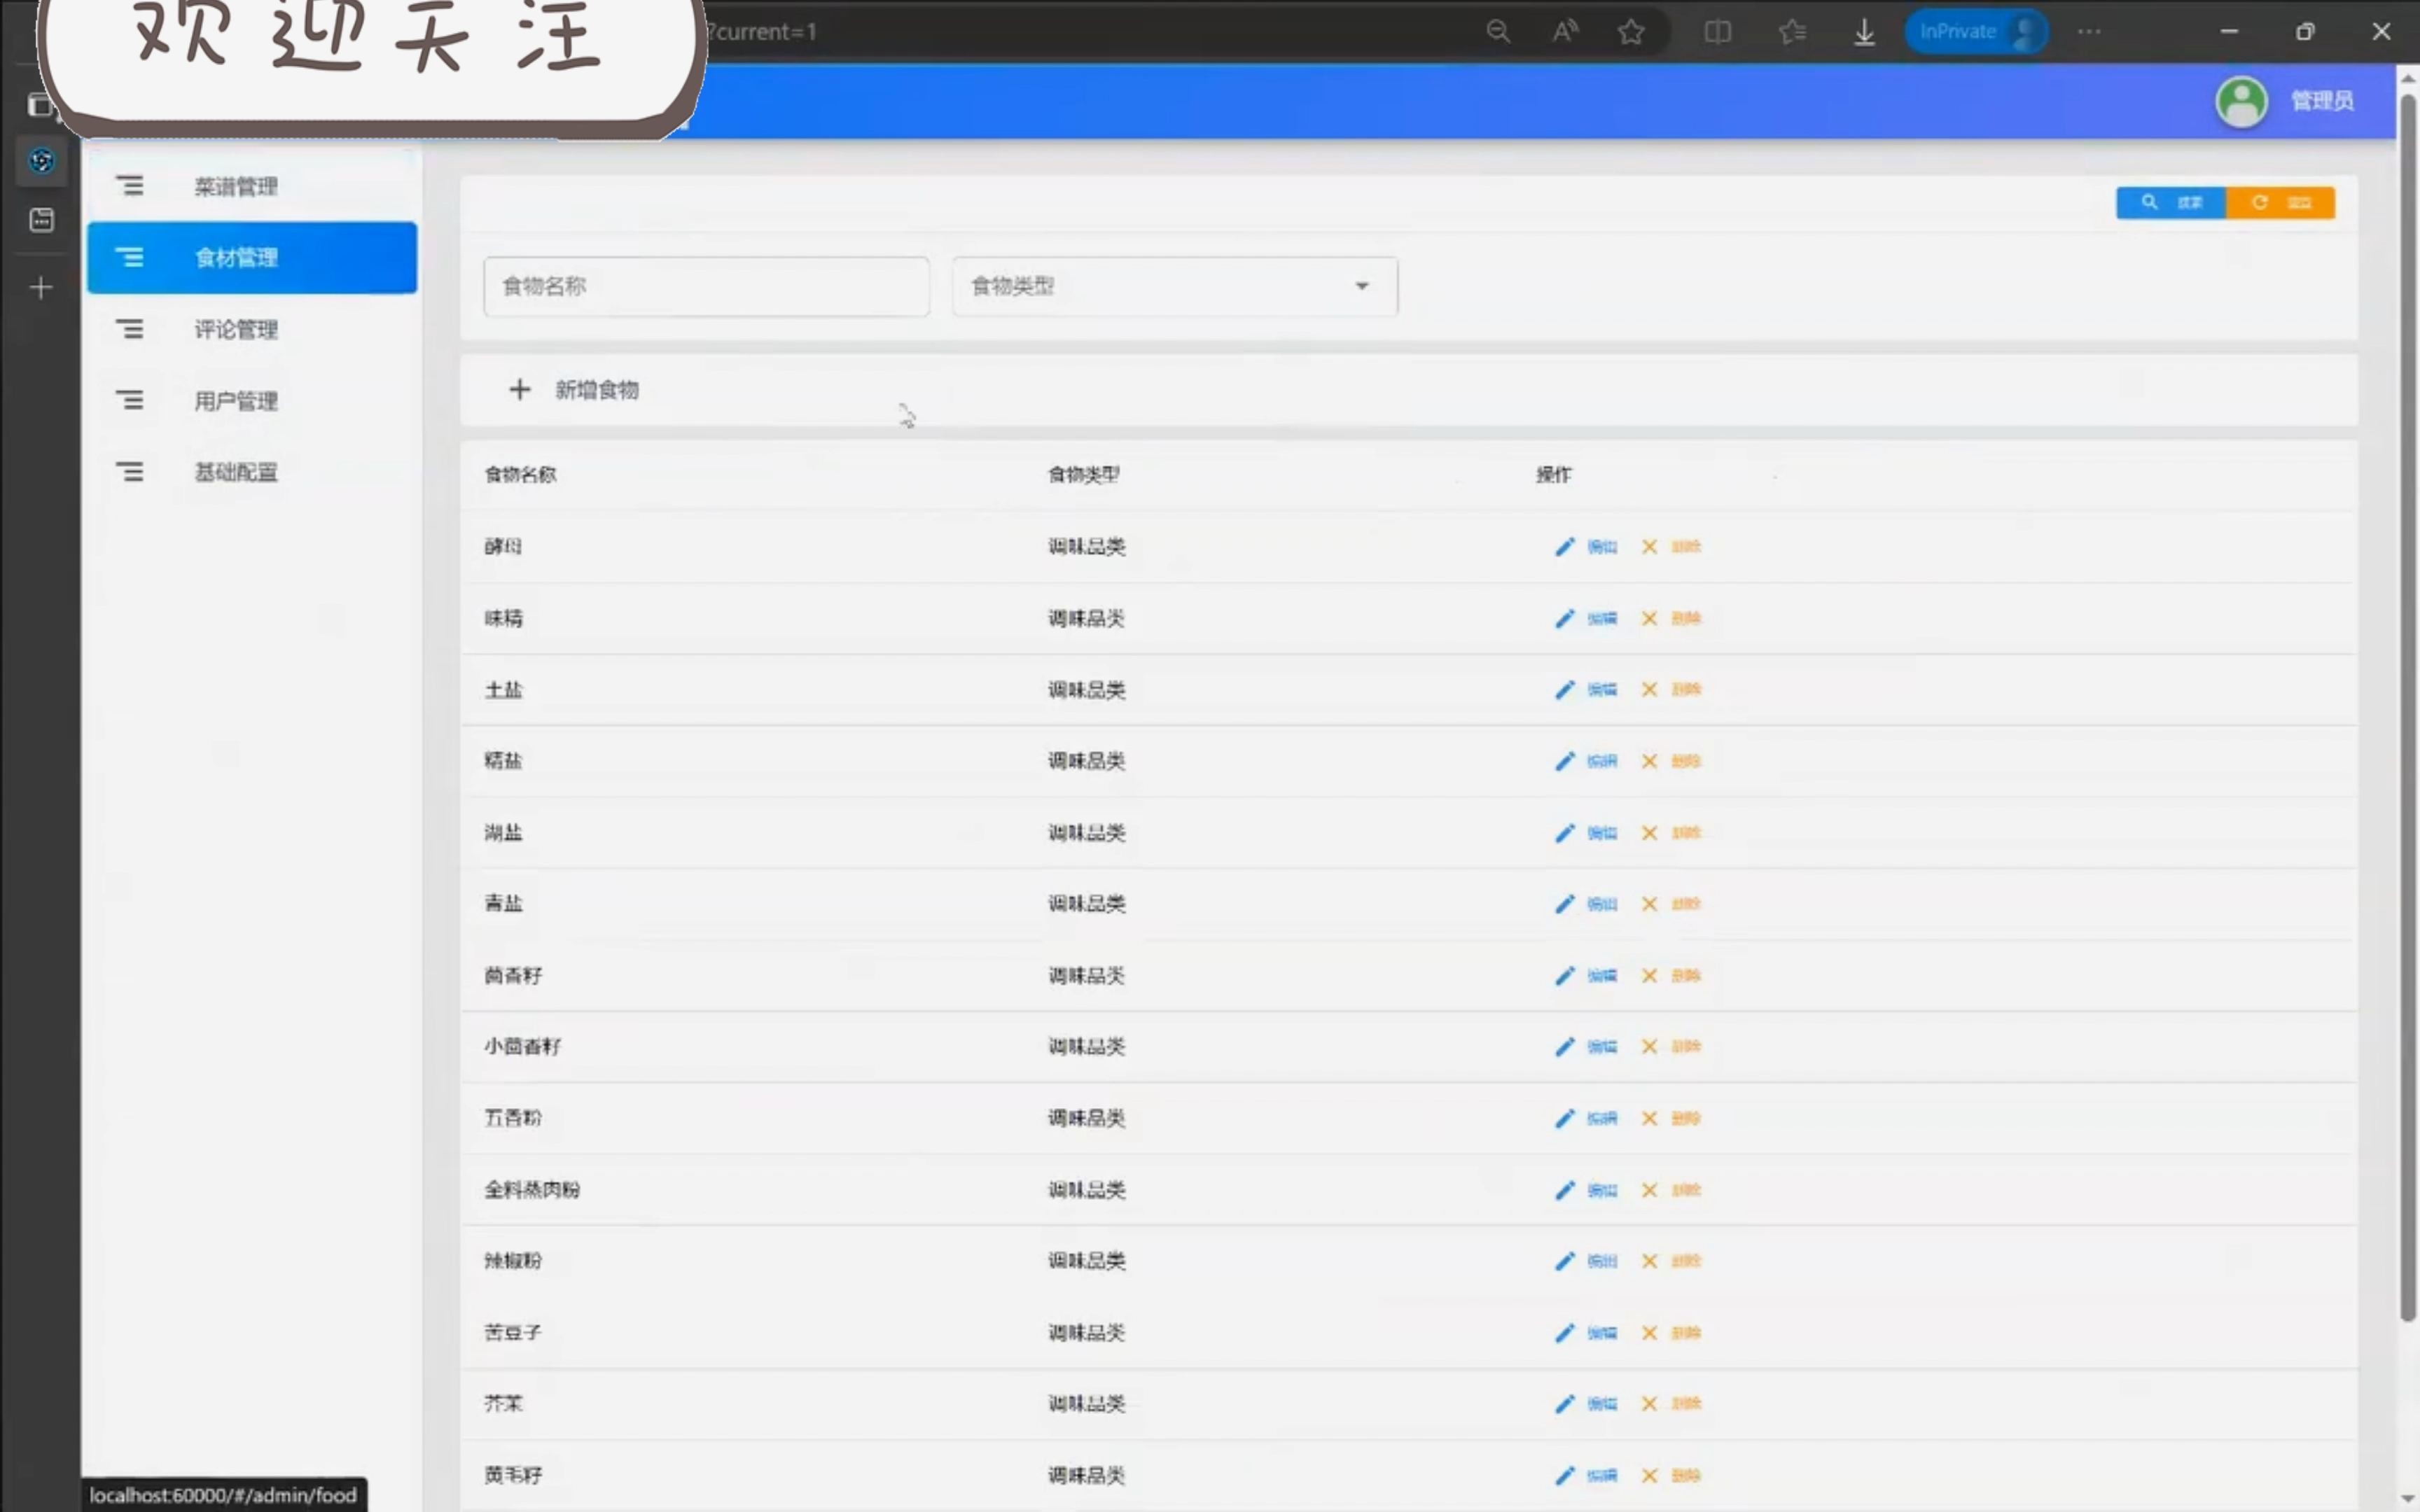 欢迎关注
?current=1
InPrivate
管理员
菜谱管理
食材管理
评论管理
用户管理
基础配置
搜索 重置
食物名称 食物类型
新增食物
食物名称 食物类型 操作
酵母 调味品类 编辑 删除
味精 调味品类 编辑 删除
土盐 调味品类 编辑 删除
精盐 调味品类 编辑 删除
湖盐 调味品类 编辑 删除
青盐 调味品类 编辑 删除
茴香籽 调味品类 编辑 删除
小茴香籽 调味品类 编辑 删除
五香粉 调味品类 编辑 删除
全料蒸肉粉 调味品类 编辑 删除
辣椒粉 调味品类 编辑 删除
苦豆子 调味品类 编辑 删除
芥茉 调味品类 编辑 删除
黄毛籽 调味品类 编辑 删除
localhost:60000/#/admin/food